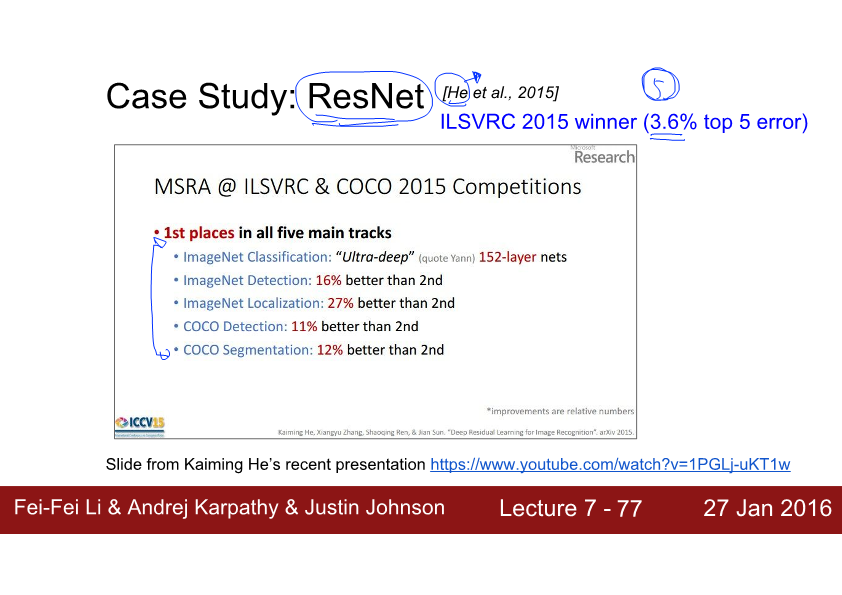 Case Study: ResNet [He et al., 2015]
5
ILSVRC 2015 winner (3.6% top 5 error)
Microsoft
Research
MSRA @ ILSVRC & COCO 2015 Competitions
• 1st places in all five main tracks
• ImageNet Classification: “Ultra-deep” (quote Yann) 152-layer nets
• ImageNet Detection: 16% better than 2nd
• ImageNet Localization: 27% better than 2nd
• COCO Detection: 11% better than 2nd
• COCO Segmentation: 12% better than 2nd
*improvements are relative numbers
ICCV15
Kaiming He, Xiangyu Zhang, Shaoqing Ren, & Jian Sun. “Deep Residual Learning for Image Recognition”. arXiv 2015.
Slide from Kaiming He’s recent presentation https://www.youtube.com/watch?v=1PGLj-uKT1w
Fei-Fei Li & Andrej Karpathy & Justin Johnson Lecture 7 - 77 27 Jan 2016